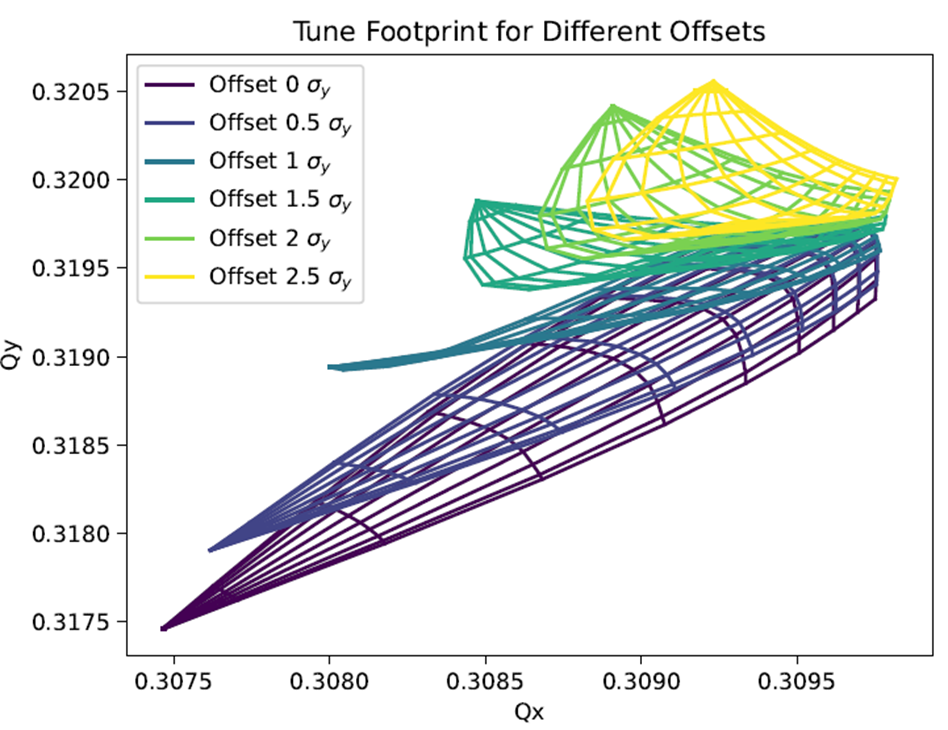 Tune Footprint for Different Offsets
Offset 0 σy
Offset 0.5 σy
Offset 1 σy
Offset 1.5 σy
Offset 2 σy
Offset 2.5 σy
0.3205
0.3200
0.3195
0.3190
0.3185
0.3180
0.3175
Qy
0.3075 0.3080 0.3085 0.3090 0.3095
Qx